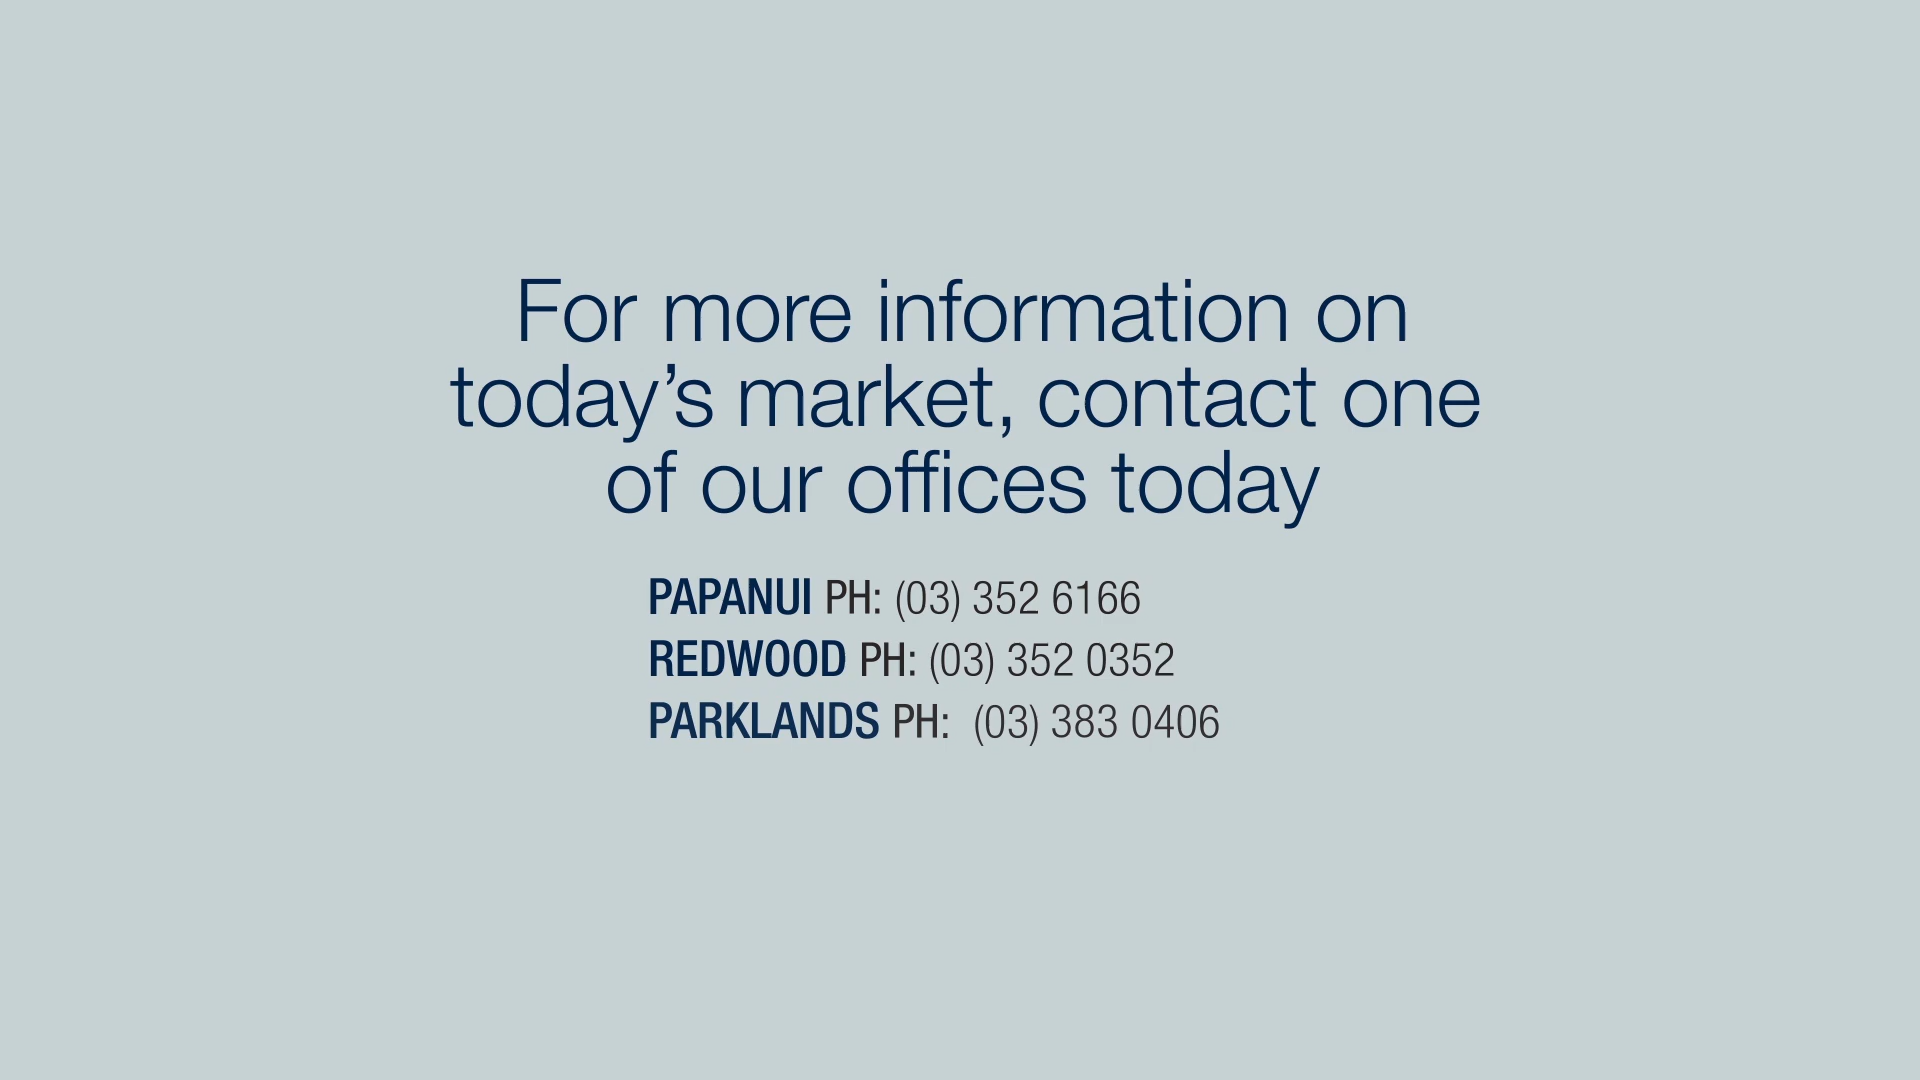 For more information on
today’s market, contact one
of our offices today
PAPANUI PH: (03) 352 6166
REDWOOD PH: (03) 352 0352
PARKLANDS PH:  (03) 383 0406